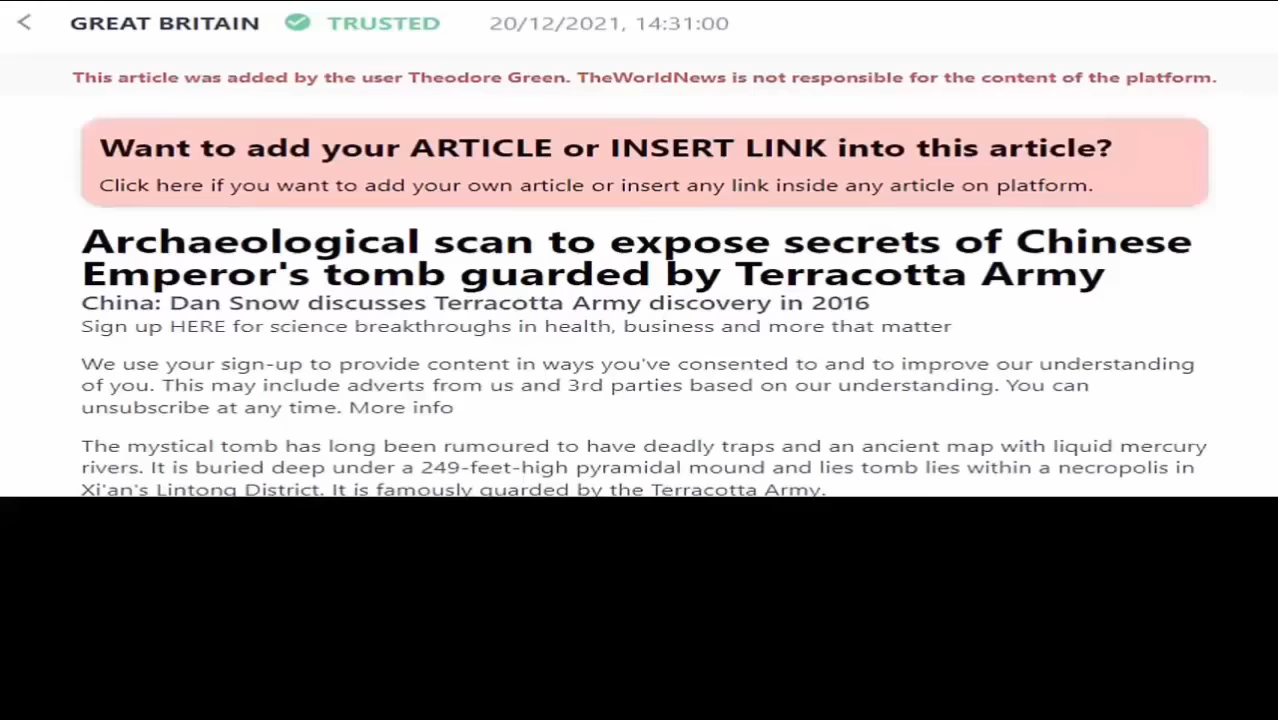 GREAT BRITAIN TRUSTED 20/12/2021, 14:31:00
This article was added by the user Theodore Green. TheWorldNews is not responsible for the content of the platform.
Want to add your ARTICLE or INSERT LINK into this article?
Click here if you want to add your own article or insert any link inside any article on platform.
Archaeological scan to expose secrets of Chinese
Emperor's tomb guarded by Terracotta Army
China: Dan Snow discusses Terracotta Army discovery in 2016
Sign up HERE for science breakthroughs in health, business and more that matter
We use your sign-up to provide content in ways you've consented to and to improve our understanding
of you. This may include adverts from us and 3rd parties based on our understanding. You can
unsubscribe at any time. More info
The mystical tomb has long been rumoured to have deadly traps and an ancient map with liquid mercury
rivers. It is buried deep under a 249-feet-high pyramidal mound and lies tomb lies within a necropolis in
Xi'an's Lintong District. It is famously guarded by the Terracotta Army.